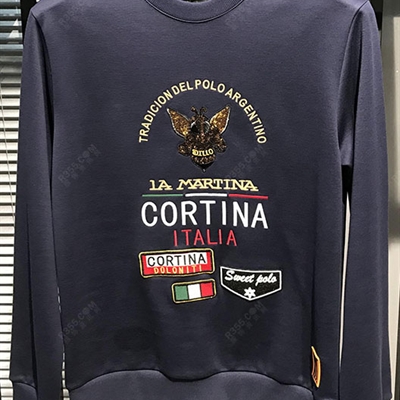 TRADICION DEL POLO ARGENTINO
LA MARTINA
CORTINA
ITALIA
CORTINA
DOLOMITI
Sweet polo